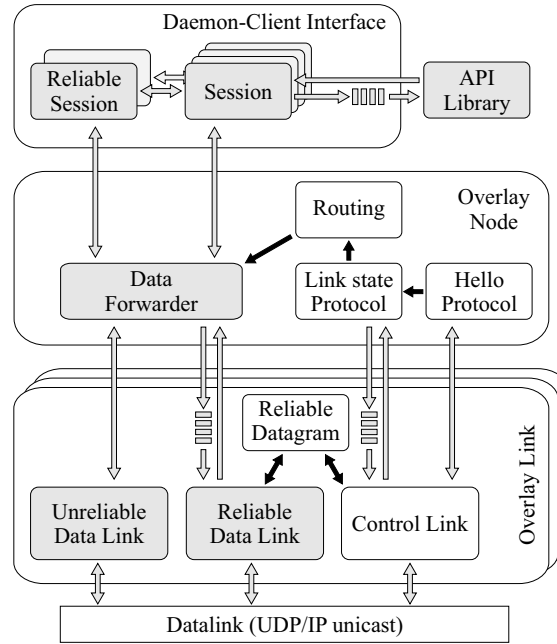 Daemon-Client Interface
Reliable
Session
Session
API
Library
Overlay
Node
Routing
Data
Forwarder
Link state
Protocol
Hello
Protocol
Reliable
Datagram
Overlay Link
Unreliable
Data Link
Reliable
Data Link
Control Link
Datalink (UDP/IP unicast)